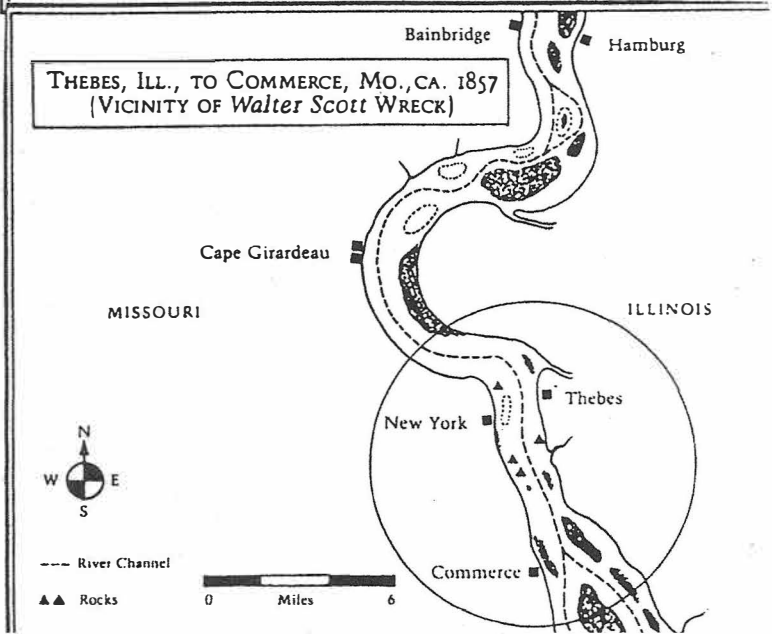 Bainbridge
Hamburg
THEBES, ILL., TO COMMERCE, MO., CA. 1857
(VICINITY OF Walter Scott WRECK)
Cape Girardeau
MISSOURI
ILLINOIS
Thebes
New York
N
W E
S
Commerce
River Channel
Rocks
0 Miles 6